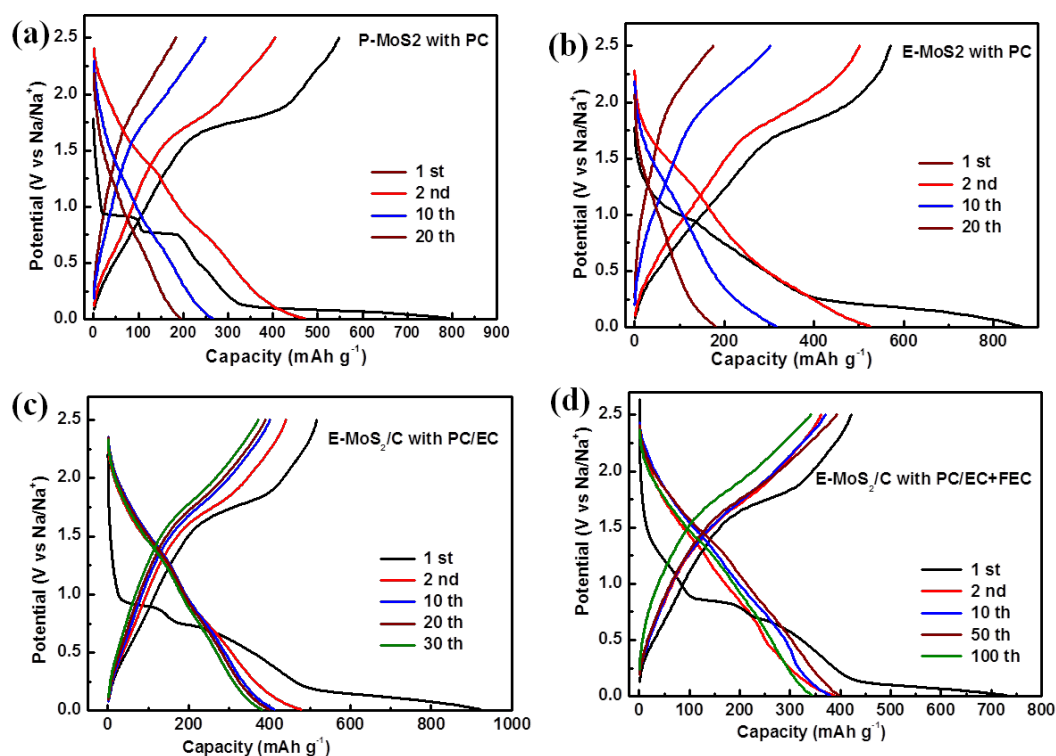 (a)
P-MoS2 with PC
2.5
2.0
1.5
1.0
0.5
0.0
Potential (V vs Na/Na⁺)
1 st
2 nd
10 th
20 th
0 100 200 300 400 500 600 700 800 900
Capacity (mAh g⁻¹)
(b)
E-MoS2 with PC
2.5
2.0
1.5
1.0
0.5
0.0
Potential (V vs Na/Na⁺)
1 st
2 nd
10 th
20 th
0 100 200 300 400 500 600 700 800
Capacity (mAh g⁻¹)
(c)
E-MoS₂/C with PC/EC
2.5
2.0
1.5
1.0
0.5
0.0
Potential (V vs Na/Na⁺)
1 st
2 nd
10 th
20 th
30 th
0 200 400 600 800 1000
Capacity (mAh g⁻¹)
(d)
E-MoS₂/C with PC/EC+FEC
2.5
2.0
1.5
1.0
0.5
0.0
Potential (V vs Na/Na⁺)
1 st
2 nd
10 th
50 th
100 th
0 100 200 300 400 500 600 700 800
Capacity (mAh g⁻¹)